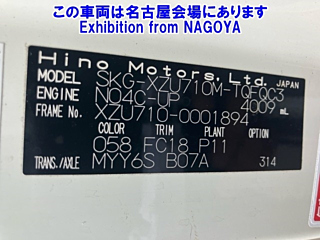 この車両は名古屋会場にあります
Exhibition from NAGOYA
Hino Motors, Ltd. JAPAN
MODEL SKG-XZU710M-TQFQC3
ENGINE N04C-UP 4009 mL
FRAME No. XZU710-0001894
COLOR TRIM PLANT
058 FC18 P11
TRANS./AXLE MYY6S B07A 314